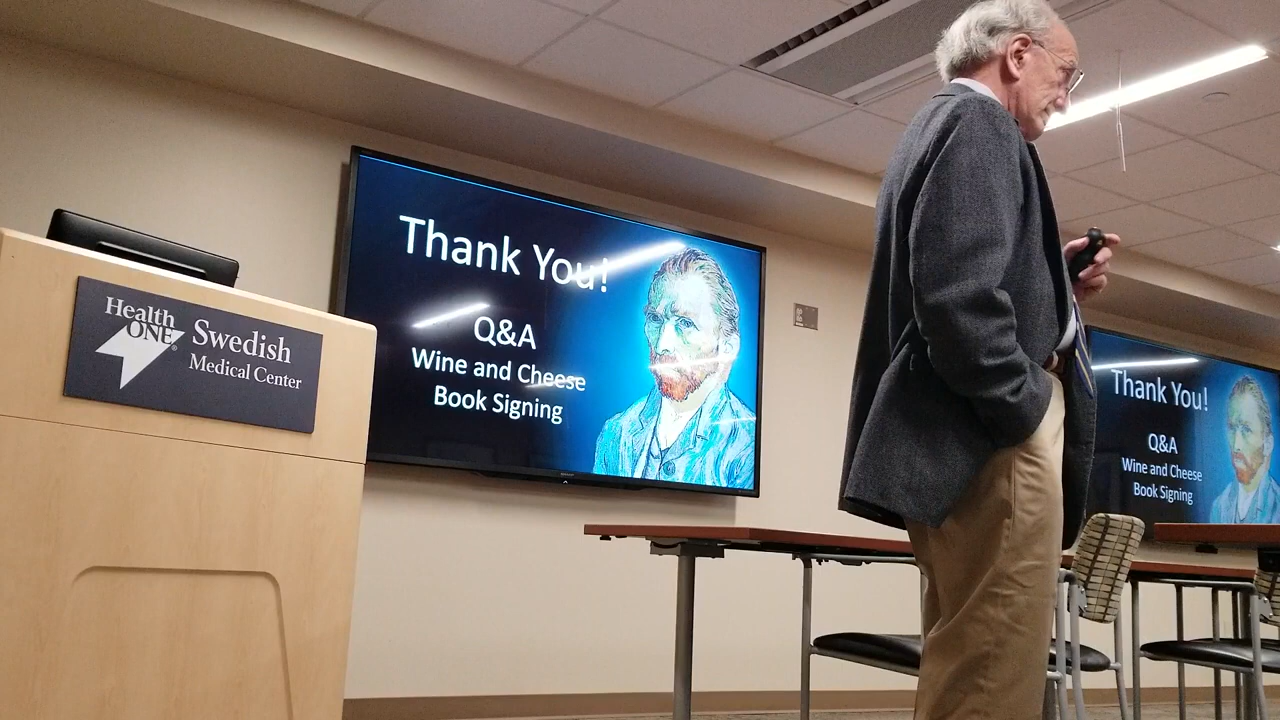 Health
ONE
Swedish
Medical Center
Thank You!
Q&A
Wine and Cheese
Book Signing
Thank You!
Q&A
Wine and Cheese
Book Signing